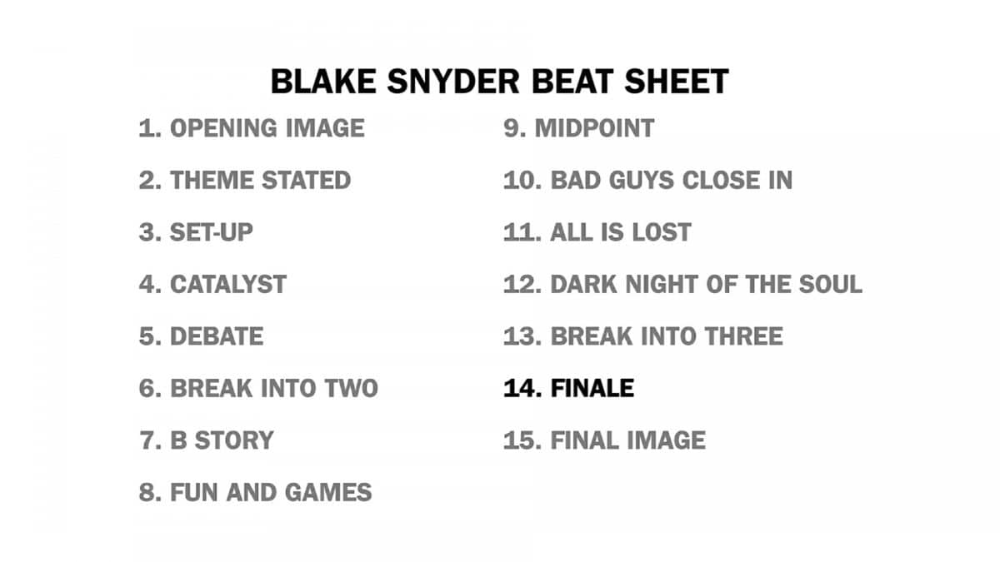 BLAKE SNYDER BEAT SHEET
1. OPENING IMAGE
2. THEME STATED
3. SET-UP
4. CATALYST
5. DEBATE
6. BREAK INTO TWO
7. B STORY
8. FUN AND GAMES
9. MIDPOINT
10. BAD GUYS CLOSE IN
11. ALL IS LOST
12. DARK NIGHT OF THE SOUL
13. BREAK INTO THREE
14. FINALE
15. FINAL IMAGE